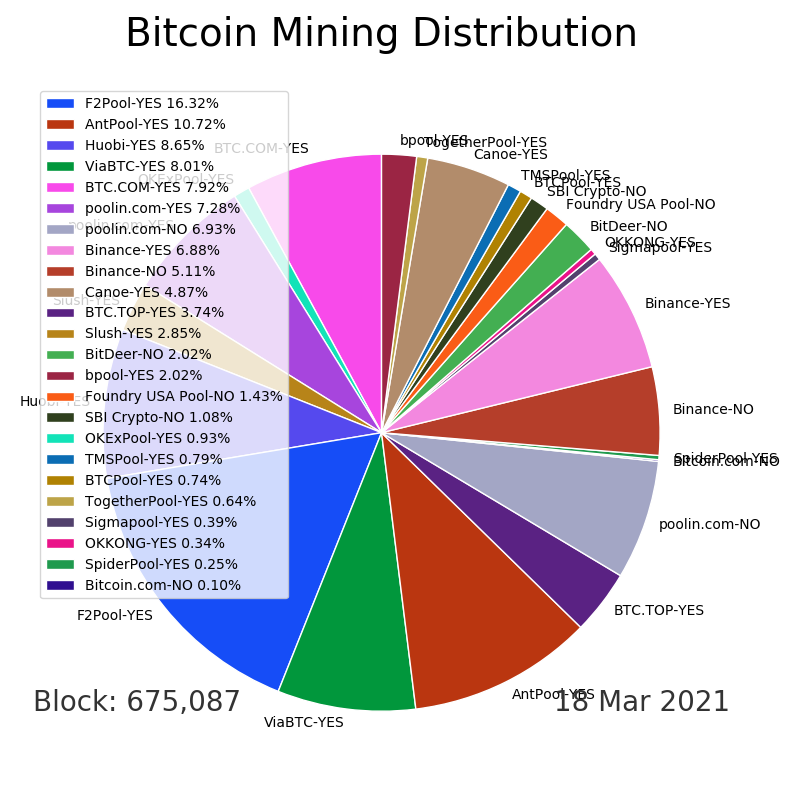 Bitcoin Mining Distribution
F2Pool-YES 16.32%
AntPool-YES 10.72%
Huobi-YES 8.65%
ViaBTC-YES 8.01%
BTC.COM-YES 7.92%
poolin.com-YES 7.28%
poolin.com-NO 6.93%
Binance-YES 6.88%
Binance-NO 5.11%
Canoe-YES 4.87%
BTC.TOP-YES 3.74%
Slush-YES 2.85%
BitDeer-NO 2.02%
bpool-YES 2.02%
Foundry USA Pool-NO 1.43%
SBI Crypto-NO 1.08%
OKExPool-YES 0.93%
TMSPool-YES 0.79%
BTCPool-YES 0.74%
TogetherPool-YES 0.64%
Sigmapool-YES 0.39%
OKKONG-YES 0.34%
SpiderPool-YES 0.25%
Bitcoin.com-NO 0.10%
bpool-YES
TogetherPool-YES
Canoe-YES
TMSPool-YES
BTCPool-YES
SBI Crypto-NO
Foundry USA Pool-NO
BitDeer-NO
OKKONG-YES
Sigmapool-YES
Binance-YES
Binance-NO
SpiderPool-YES
Bitcoin.com-NO
poolin.com-NO
BTC.TOP-YES
AntPool-YES
ViaBTC-YES
F2Pool-YES
Huobi-YES
Slush-YES
poolin.com-YES
OKExPool-YES
BTC.COM-YES
Block: 675,087
18 Mar 2021